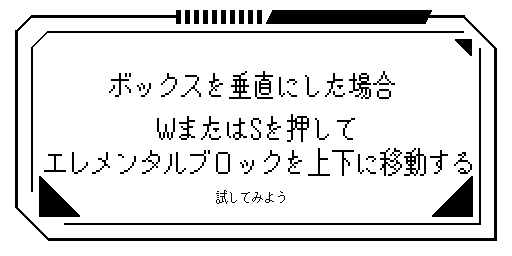 ボックスを垂直にした場合
WまたはSを押して
エレメンタルブロックを上下に移動する
試してみよう